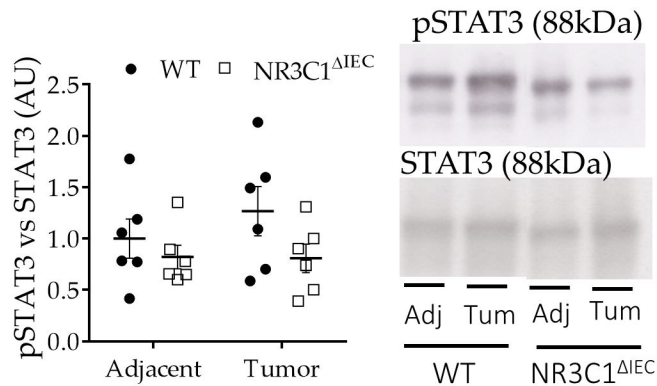 pSTAT3 vs STAT3 (AU)
WT
NR3C1ΔIEC
2.5
2.0
1.5
1.0
0.5
0.0
Adjacent
Tumor
pSTAT3 (88kDa)
STAT3 (88kDa)
Adj Tum Adj Tum
WT
NR3C1ΔIEC